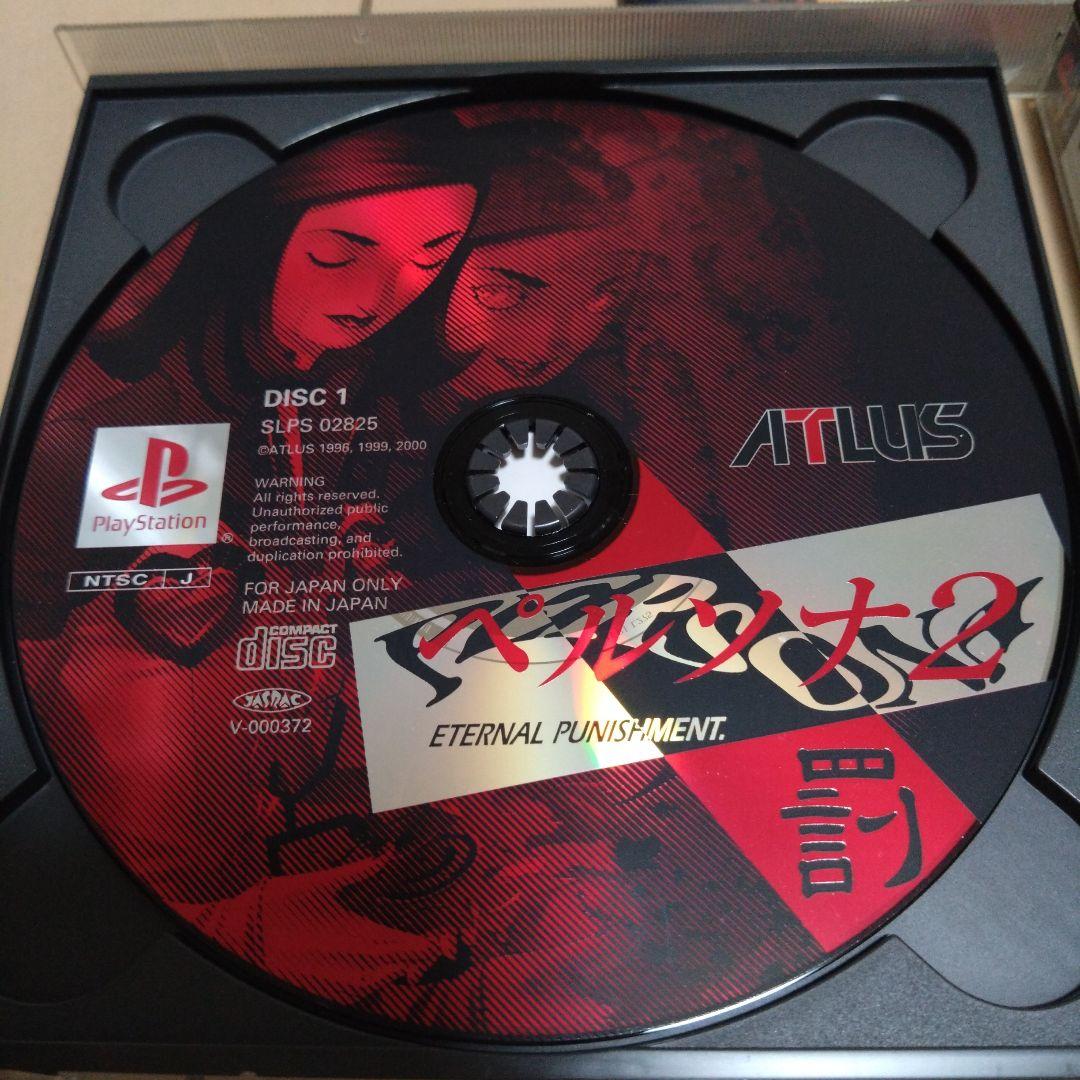 DISC 1
SLPS 02825
©ATLUS 1996, 1999, 2000
WARNING
All rights reserved.
Unauthorized public
performance,
broadcasting, and
duplication prohibited.
PlayStation®
NTSC J
FOR JAPAN ONLY
MADE IN JAPAN
COMPACT
disc
JASRAC
V-000372
ATLUS
PERSONA
ペルソナ2
ETERNAL PUNISHMENT.
罰